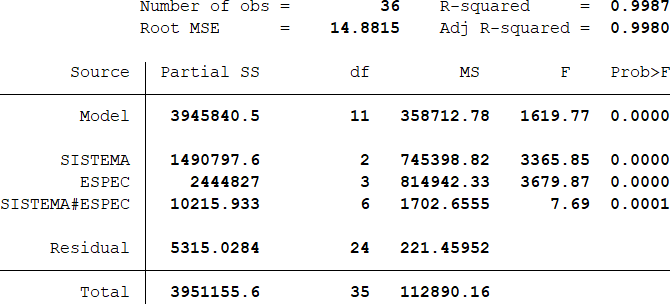 Number of obs = 36 R-squared = 0.9987
Root MSE = 14.8815 Adj R-squared = 0.9980
Source Partial SS df MS F Prob>F
Model 3945840.5 11 358712.78 1619.77 0.0000
SISTEMA 1490797.6 2 745398.82 3365.85 0.0000
ESPEC 2444827 3 814942.33 3679.87 0.0000
SISTEMA#ESPEC 10215.933 6 1702.6555 7.69 0.0001
Residual 5315.0284 24 221.45952
Total 3951155.6 35 112890.16